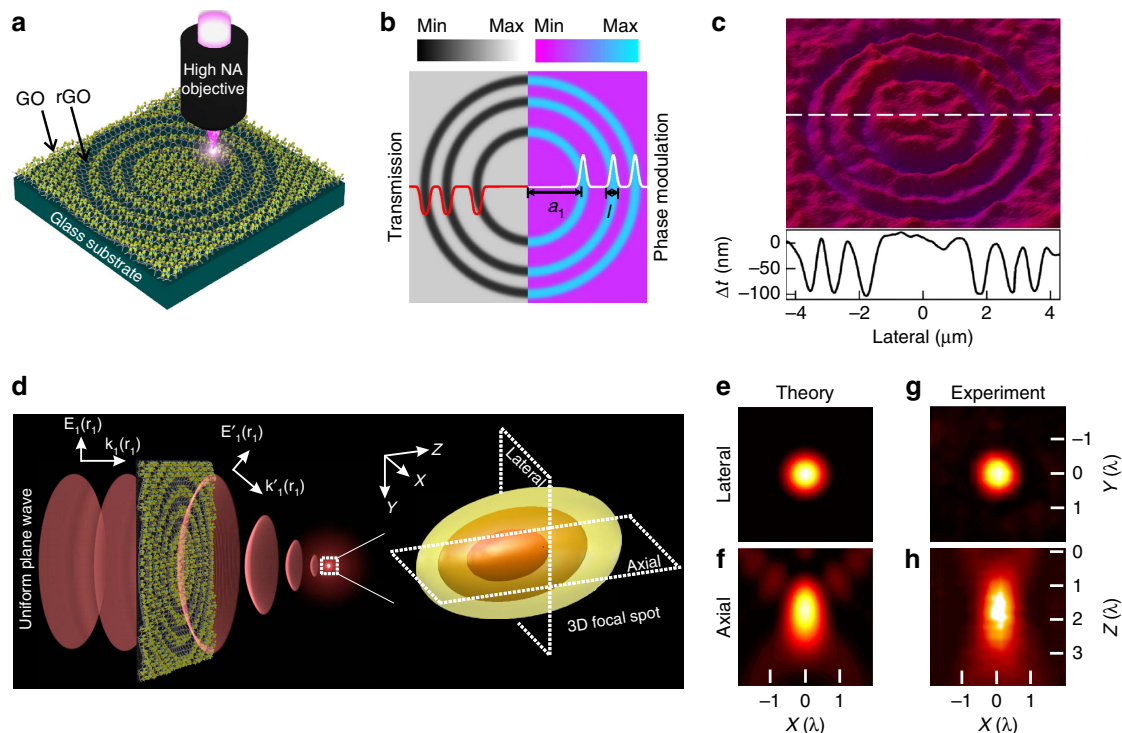 a
High NA
objective
GO
rGO
Glass substrate
b
Min
Max
Min
Max
Transmission
a1
l
Phase modulation
c
0
−50
−100
Δt (nm)
−4
−2
0
2
4
Lateral (μm)
d
E1(r1)
k1(r1)
E′1(r1)
k′1(r1)
Uniform plane wave
Z
X
Y
Lateral
Axial
3D focal spot
e
Theory
Lateral
g
Experiment
−1
0
1
Y (λ)
f
Axial
−1
0
1
X (λ)
h
0
1
2
3
Z (λ)
−1
0
1
X (λ)